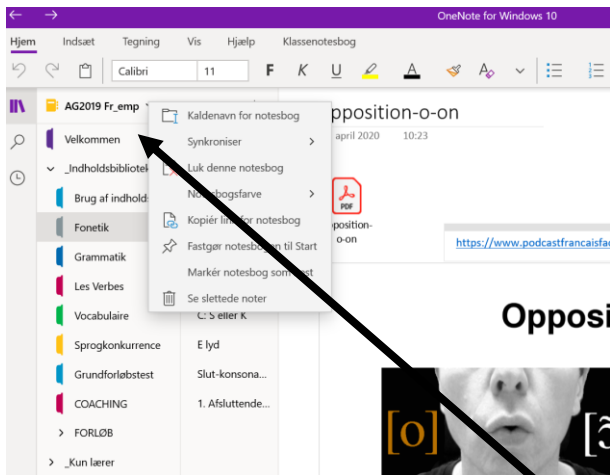 OneNote for Windows 10
Hjem Indsæt Tegning Vis Hjælp Klassenotesbog
Calibri 11 F K U A
AG2019 Fr_emp
Velkommen
_Indholdsbibliotek
Brug af indholds
Fonetik
Grammatik
Les Verbes
Vocabulaire
Sprogkonkurrence
Grundforløbstest
COACHING
FORLØB
_Kun lærer
Kaldenavn for notesbog
Synkroniser
Luk denne notesbog
Notesbogsfarve
Kopiér link for notesbog
Fastgør notesbogen til Start
Markér notesbog som læst
Se slettede noter
C: S eller K
E lyd
Slut-konsona...
1. Afsluttende...
pposition-o-on
april 2020 10:23
PDF
position-
o-on
https://www.podcastfrancaisfac
Opposi
[o]